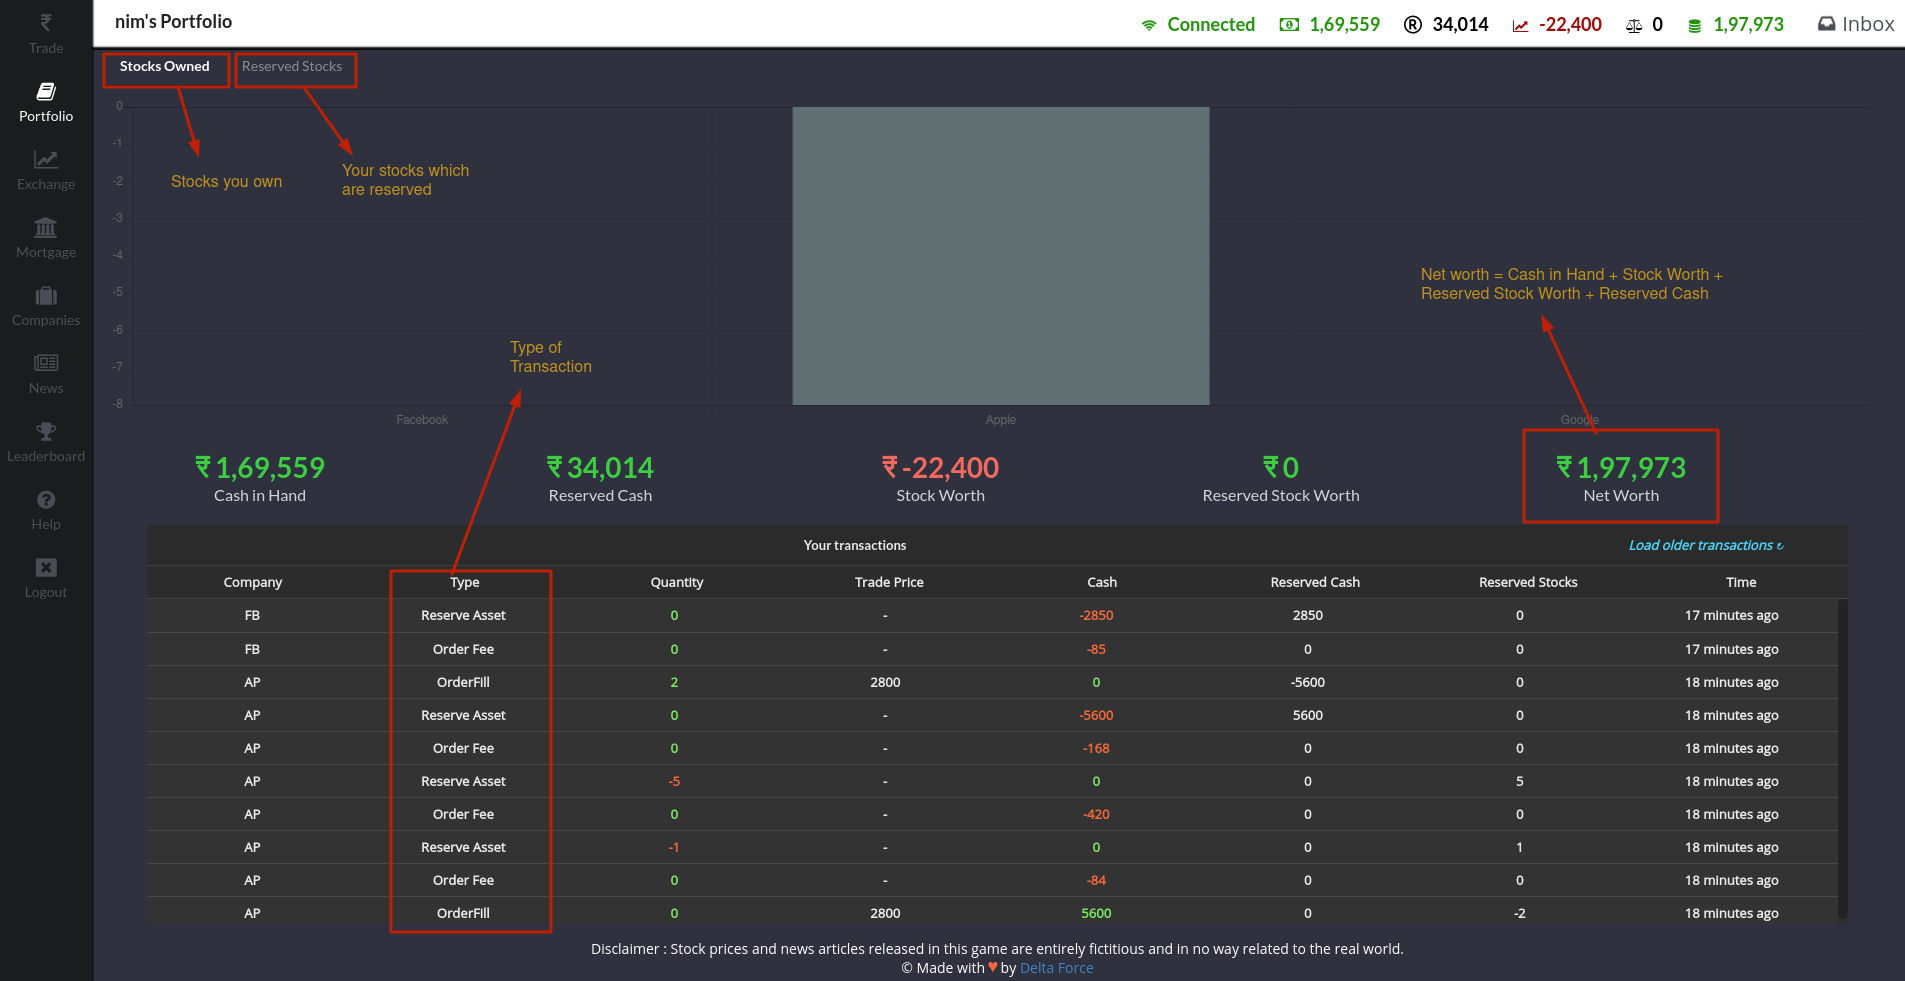 nim's Portfolio
Connected 1,69,559 ® 34,014 -22,400 0 1,97,973 Inbox
Trade
Portfolio
Exchange
Mortgage
Companies
News
Leaderboard
Help
Logout
Stocks Owned Reserved Stocks
Stocks you own
Your stocks which
are reserved
0
-1
-2
-3
-4
-5
-6
-7
-8
Net worth = Cash in Hand + Stock Worth +
Reserved Stock Worth + Reserved Cash
Type of
Transaction
Facebook Apple Google
₹ 1,69,559 ₹ 34,014 ₹ -22,400 ₹ 0 ₹ 1,97,973
Cash in Hand Reserved Cash Stock Worth Reserved Stock Worth Net Worth
Your transactions Load older transactions ↻
Company Type Quantity Trade Price Cash Reserved Cash Reserved Stocks Time
FB Reserve Asset 0 - -2850 2850 0 17 minutes ago
FB Order Fee 0 - -85 0 0 17 minutes ago
AP OrderFill 2 2800 0 -5600 0 18 minutes ago
AP Reserve Asset 0 - -5600 5600 0 18 minutes ago
AP Order Fee 0 - -168 0 0 18 minutes ago
AP Reserve Asset -5 - 0 0 5 18 minutes ago
AP Order Fee 0 - -420 0 0 18 minutes ago
AP Reserve Asset -1 - 0 0 1 18 minutes ago
AP Order Fee 0 - -84 0 0 18 minutes ago
AP OrderFill 0 2800 5600 0 -2 18 minutes ago
Disclaimer : Stock prices and news articles released in this game are entirely fictitious and in no way related to the real world.
© Made with ♥ by Delta Force